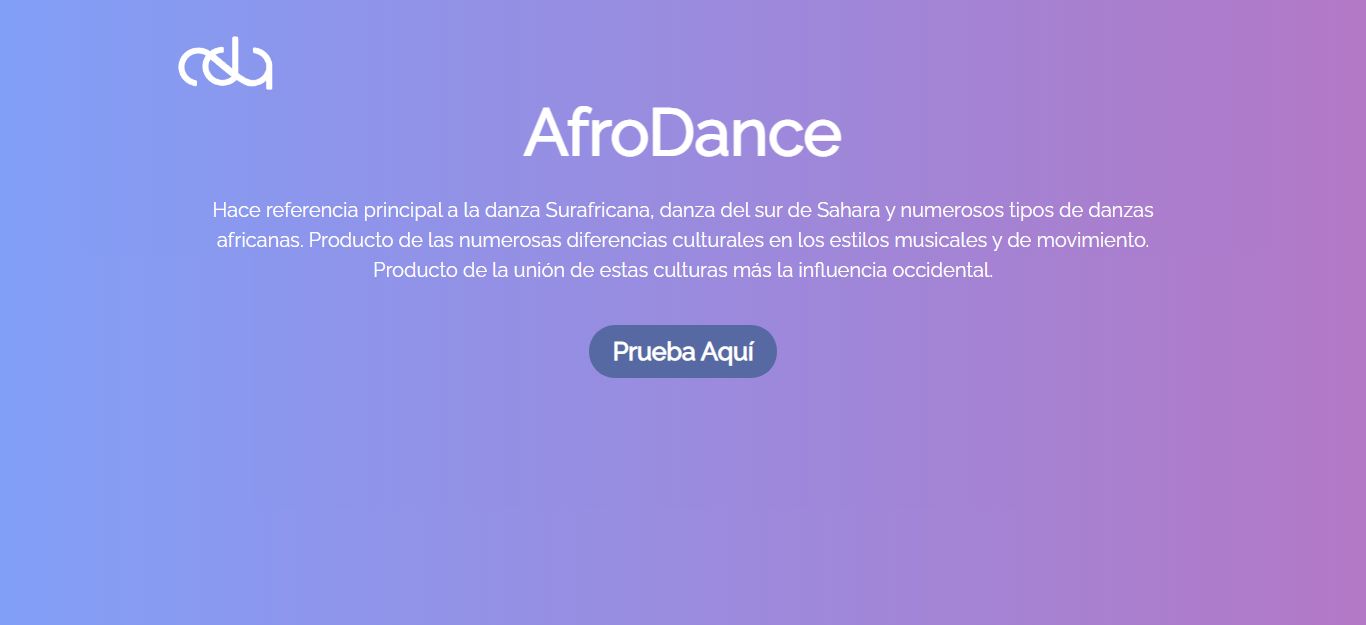 AfroDance
Hace referencia principal a la danza Surafricana, danza del sur de Sahara y numerosos tipos de danzas
africanas. Producto de las numerosas diferencias culturales en los estilos musicales y de movimiento.
Producto de la unión de estas culturas más la influencia occidental.
Prueba Aquí